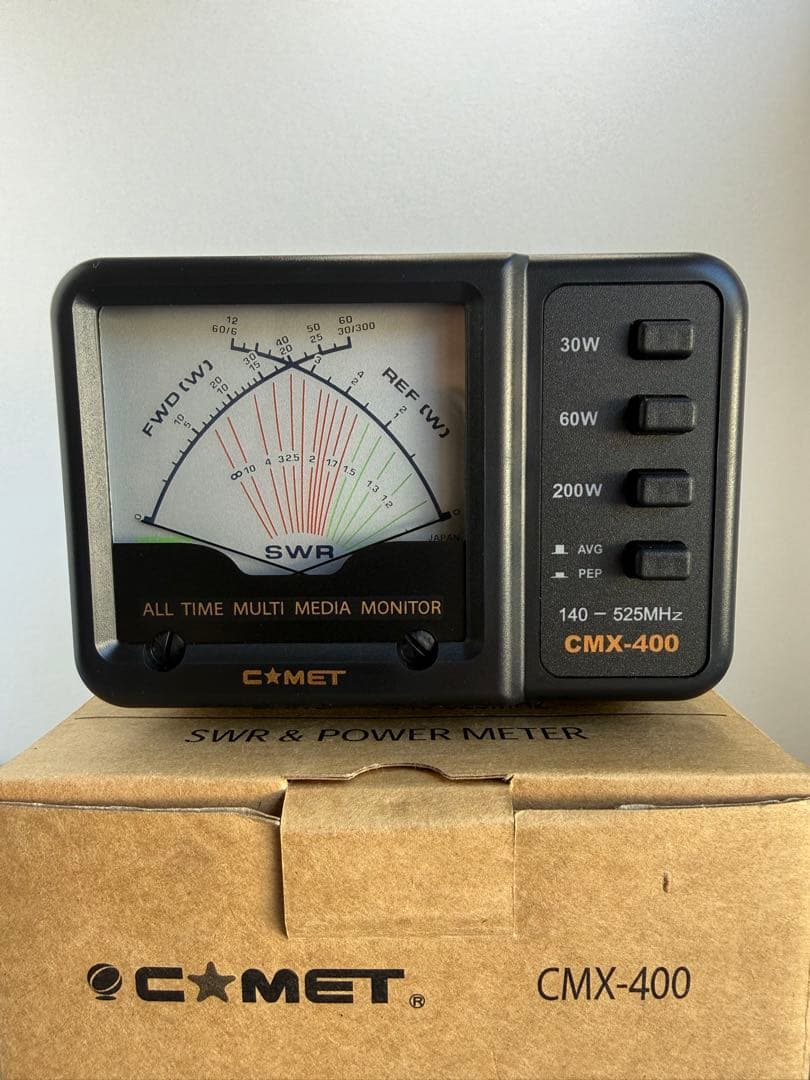 12
60/6
60
30/300
50
25
40
20
30
15
20
10
10
5
3
4
2
2
1
FWD(W)
REF(W)
∞ 10 4 3 2.5 2 1.7 1.5 1.3 1.2
0
0
SWR
JAPAN
ALL TIME MULTI MEDIA MONITOR
C★MET
30W
60W
200W
AVG
PEP
140 – 525MHz
CMX-400
SWR & POWER METER
C★MET®
CMX-400